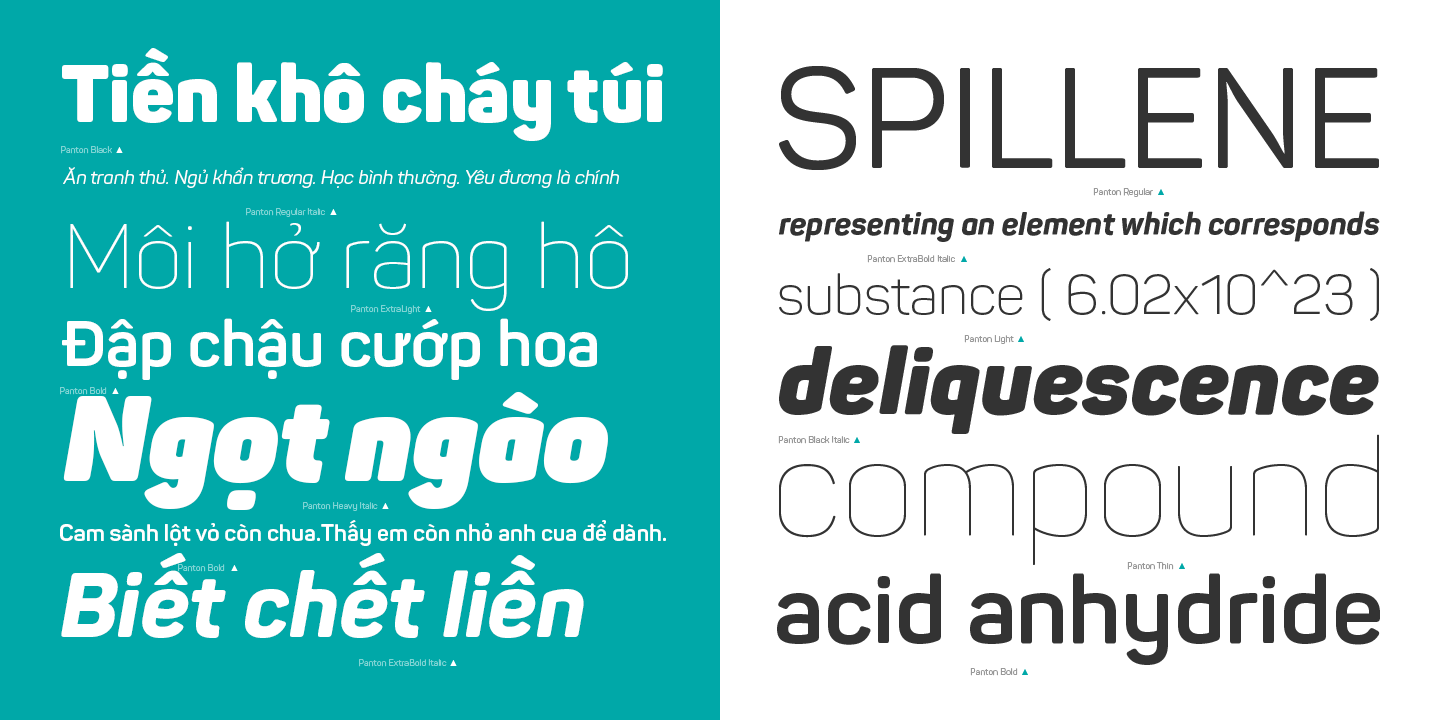 Tiền khô cháy túi
Panton Black ▲
Ăn tranh thủ. Ngủ khẩn trương. Học bình thường. Yêu đương là chính
Panton Regular Italic ▲
Môi hở răng hô
Panton ExtraLight ▲
Đập chậu cướp hoa
Panton Bold ▲
Ngọt ngào
Panton Heavy Italic ▲
Cam sành lột vỏ còn chua.Thấy em còn nhỏ anh cua để dành.
Panton Bold ▲
Biết chết liền
Panton ExtraBold Italic ▲
SPILLENE
Panton Regular ▲
representing an element which corresponds
Panton ExtraBold Italic ▲
substance ( 6.02x10^23 )
Panton Light ▲
deliquescence
Panton Black Italic ▲
compound
Panton Thin ▲
acid anhydride
Panton Bold ▲